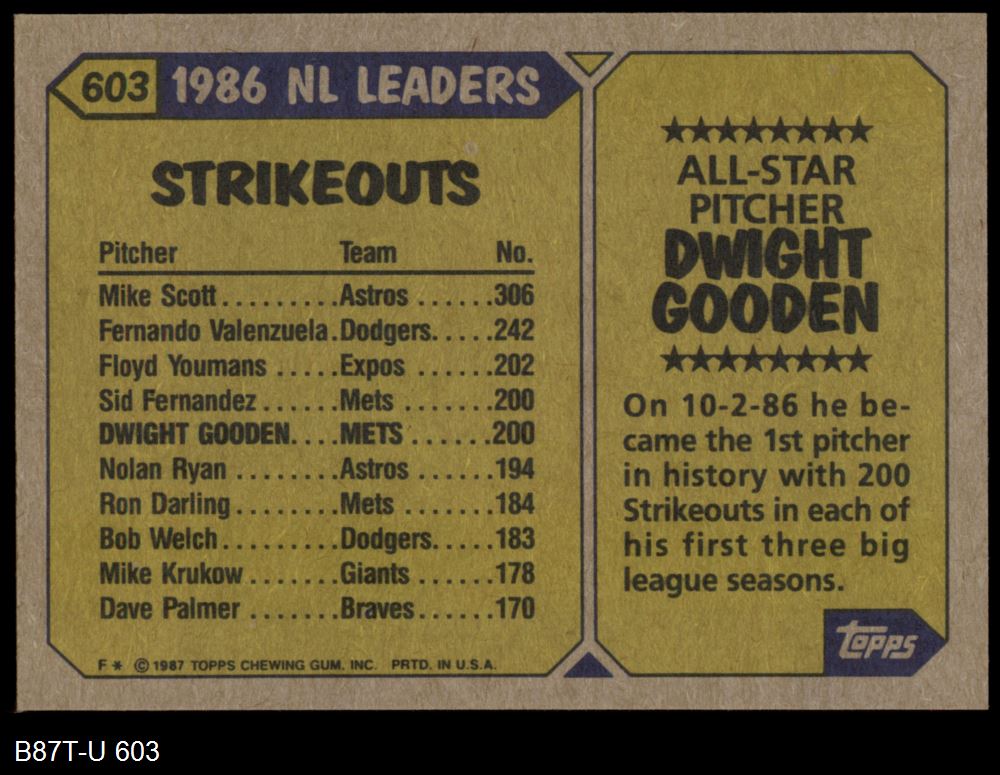 603 1986 NL LEADERS
STRIKEOUTS
Pitcher Team No.
Mike Scott.........Astros ......306
Fernando Valenzuela.Dodgers.....242
Floyd Youmans .....Expos ......202
Sid Fernandez......Mets .......200
DWIGHT GOODEN....METS ......200
Nolan Ryan ........Astros ......194
Ron Darling........Mets .......184
Bob Welch.........Dodgers.....183
Mike Krukow.......Giants ......178
Dave Palmer .......Braves......170
F * © 1987 TOPPS CHEWING GUM, INC. PRTD. IN U.S.A.
★★★★★★★★
ALL-STAR
PITCHER
DWIGHT
GOODEN
★★★★★★★★
On 10-2-86 he be-
came the 1st pitcher
in history with 200
Strikeouts in each of
his first three big
league seasons.
Topps
B87T-U 603